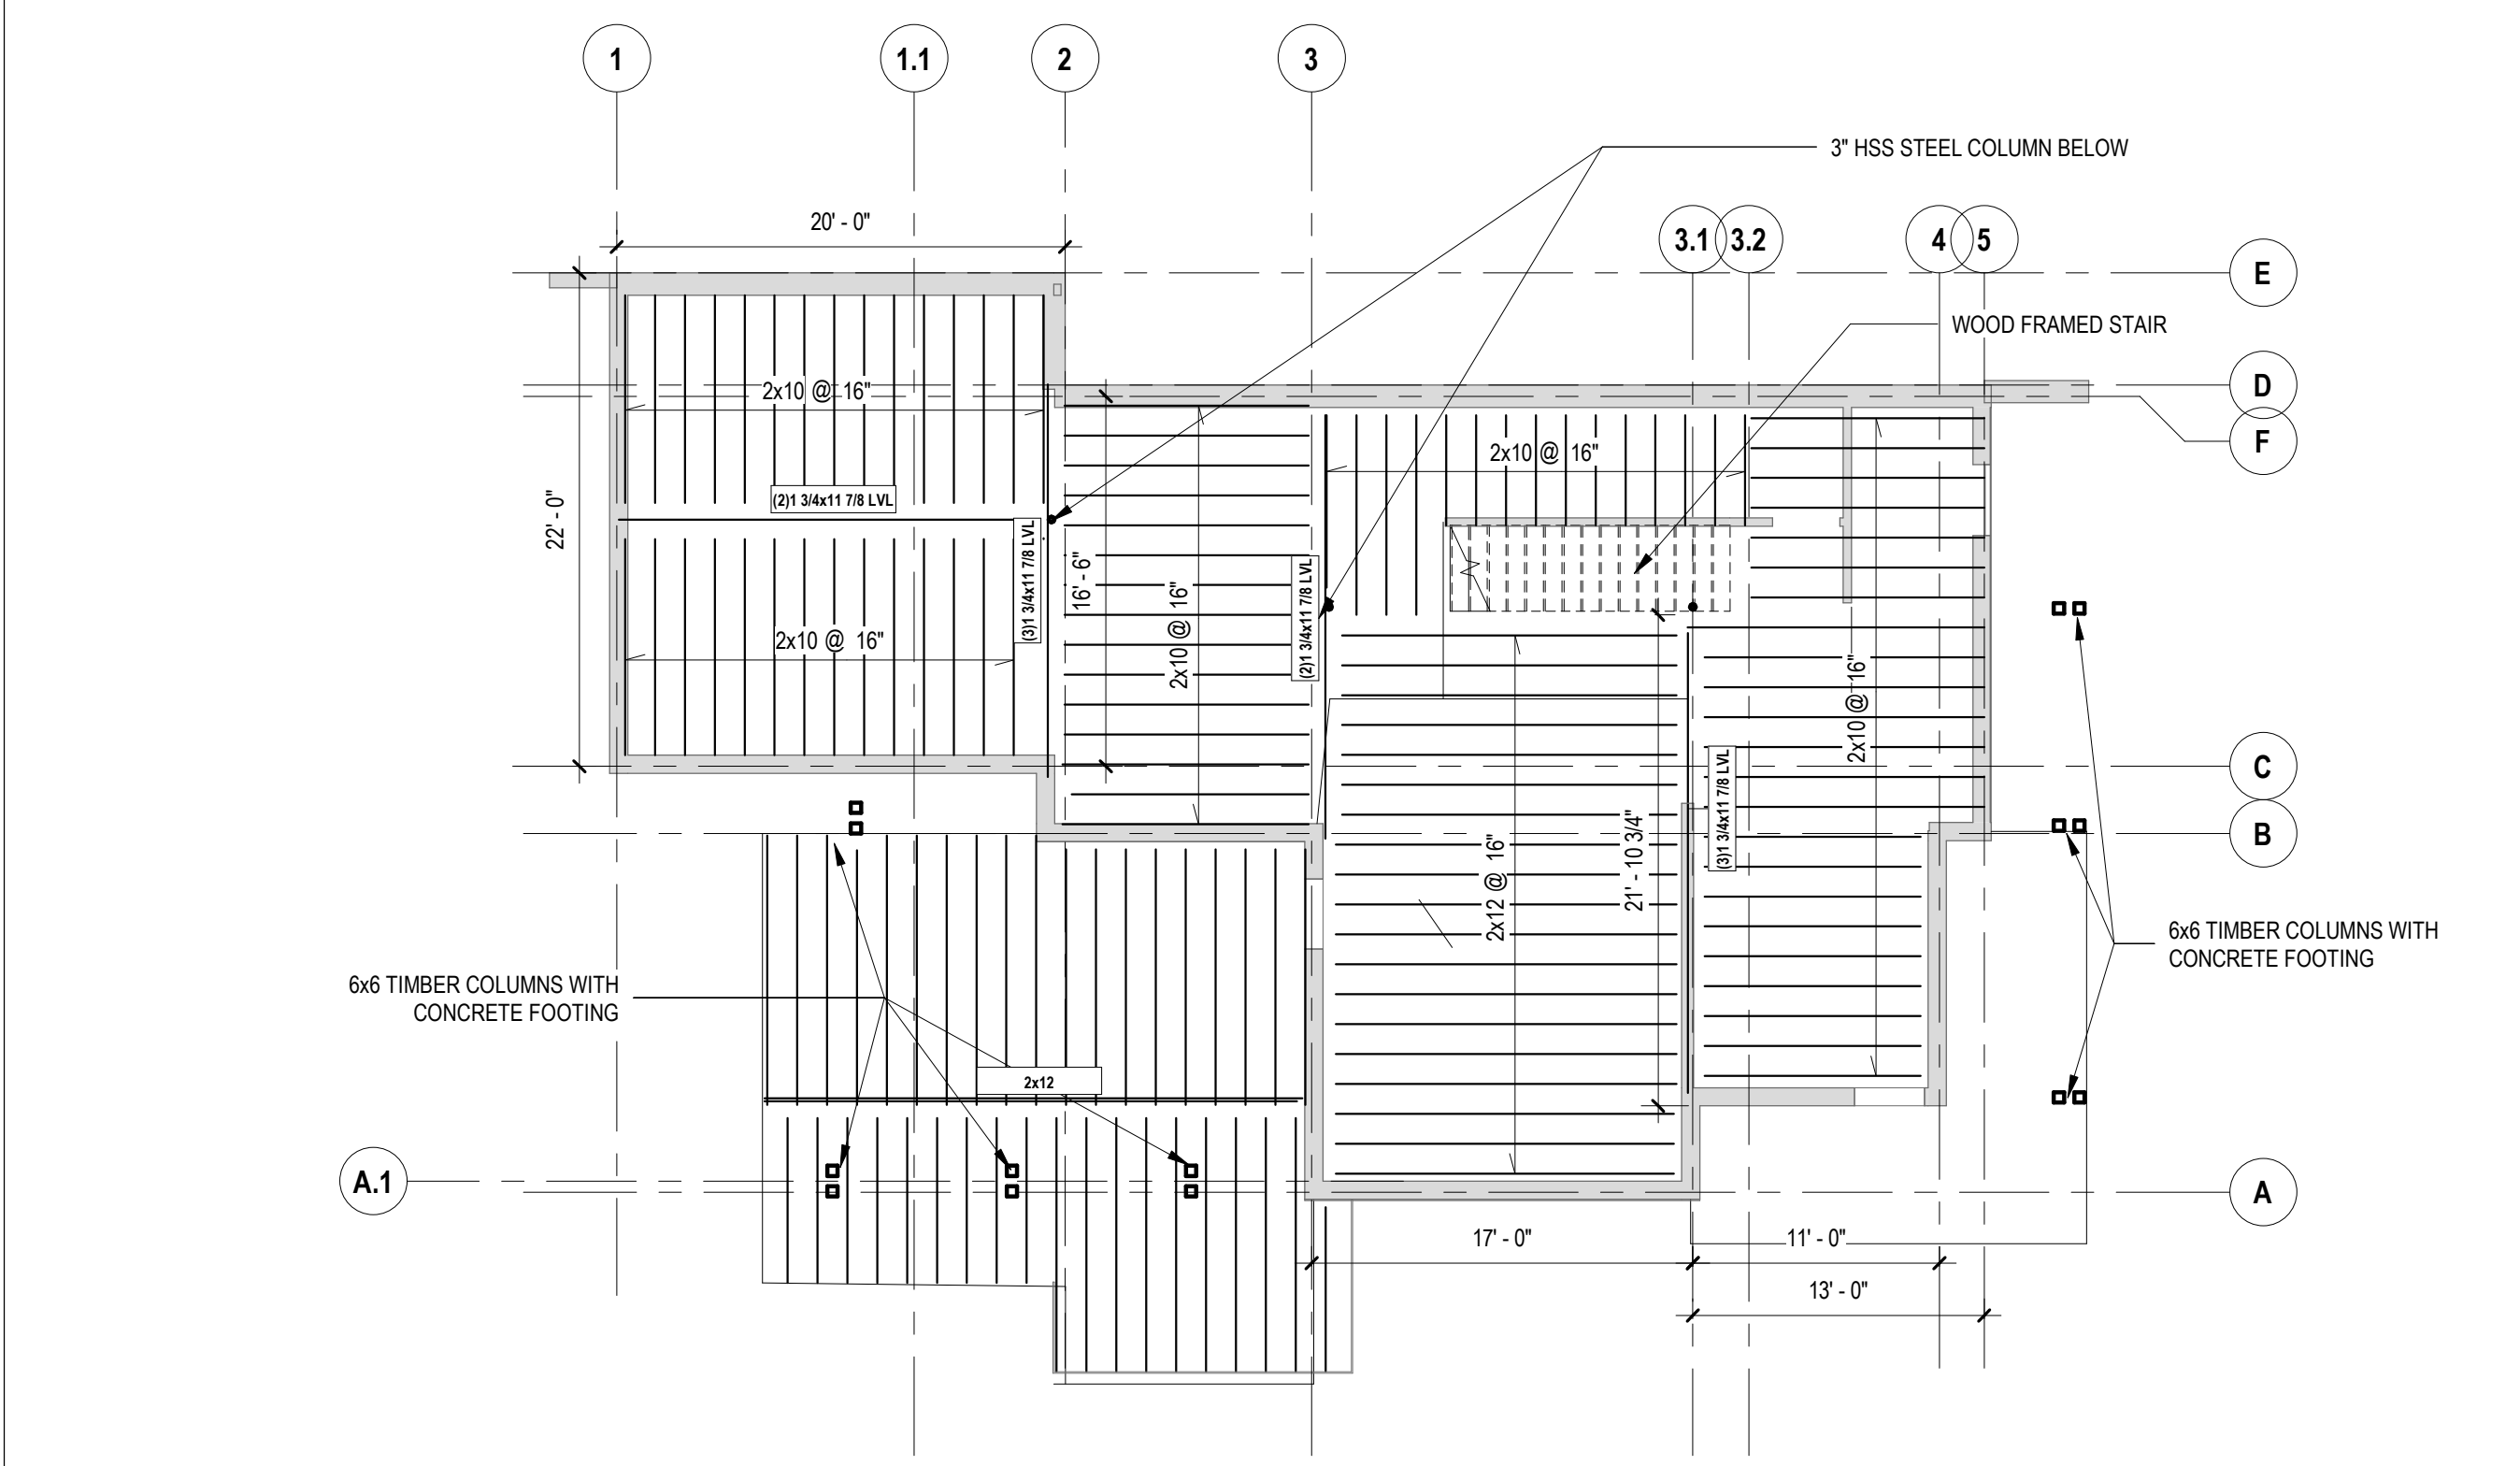 1
1.1
2
3
3" HSS STEEL COLUMN BELOW
20' - 0"
3.1
3.2
4
5
E
WOOD FRAMED STAIR
D
2x10 @ 16"
F
2x10 @ 16"
(2)1 3/4x11 7/8 LVL
22' - 0"
(3)1 3/4x11 7/8 LVL
16' - 6"
2x10 @ 16"
(2)1 3/4x11 7/8 LVL
2x10 @ 16"
2x10 @ 16"
C
(3)1 3/4x11 7/8 LVL
B
21' - 10 3/4"
2x12 @ 16"
6x6 TIMBER COLUMNS WITH
CONCRETE FOOTING
6x6 TIMBER COLUMNS WITH
CONCRETE FOOTING
2x12
A.1
A
17' - 0"
11' - 0"
13' - 0"